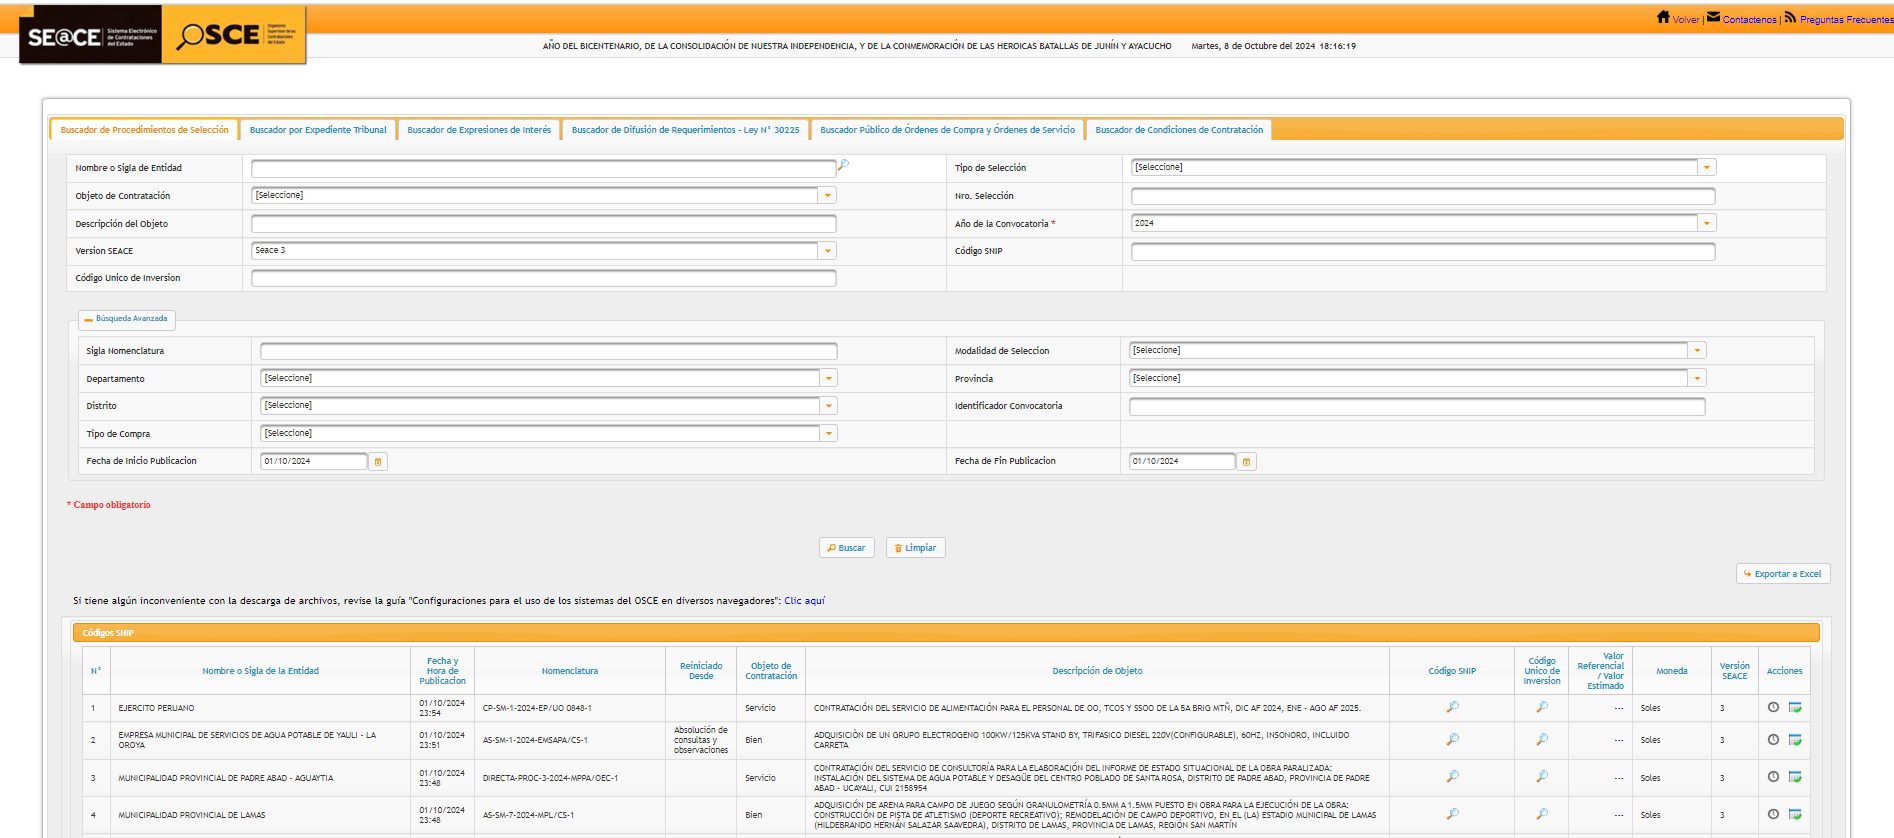 Volver | Contactenos | Preguntas Frecuentes
SE@CE Sistema Electrónico de Contrataciones del Estado OSCE Organismo Supervisor de las Contrataciones del Estado
AÑO DEL BICENTENARIO, DE LA CONSOLIDACIÓN DE NUESTRA INDEPENDENCIA, Y DE LA CONMEMORACIÓN DE LAS HEROICAS BATALLAS DE JUNÍN Y AYACUCHO Martes, 8 de Octubre del 2024 18:16:19
Buscador de Procedimientos de Selección Buscador por Expediente Tribunal Buscador de Expresiones de Interés Buscador de Difusión de Requerimientos - Ley N° 30225 Buscador Público de Órdenes de Compra y Órdenes de Servicio Buscador de Condiciones de Contratación
Nombre o Sigla de Entidad Tipo de Selección [Seleccione]
Objeto de Contratación [Seleccione] Nro. Selección
Descripción del Objeto Año de la Convocatoria * 2024
Version SEACE Seace 3 Código SNIP
Código Unico de Inversion
Búsqueda Avanzada
Sigla Nomenclatura Modalidad de Seleccion [Seleccione]
Departamento [Seleccione] Provincia [Seleccione]
Distrito [Seleccione] Identificador Convocatoria
Tipo de Compra [Seleccione]
Fecha de Inicio Publicacion 01/10/2024 Fecha de Fin Publicacion 01/10/2024
* Campo obligatorio
Buscar Limpiar
Exportar a Excel
Si tiene algún inconveniente con la descarga de archivos, revise la guía "Configuraciones para el uso de los sistemas del OSCE en diversos navegadores": Clic aquí
Códigos SNIP
N° Nombre o Sigla de la Entidad Fecha y Hora de Publicacion Nomenclatura Reiniciado Desde Objeto de Contratación Descripción de Objeto Código SNIP Código Unico de Inversion Valor Referencial / Valor Estimado Moneda Versión SEACE Acciones
1 EJERCITO PERUANO 01/10/2024 23:54 CP-SM-1-2024-EP/UO 0848-1 Servicio CONTRATACIÓN DEL SERVICIO DE ALIMENTACIÓN PARA EL PERSONAL DE OO, TCOS Y SSOO DE LA 5A BRIG MTÑ, DIC AF 2024, ENE - AGO AF 2025. --- Soles 3
2 EMPRESA MUNICIPAL DE SERVICIOS DE AGUA POTABLE DE YAULI - LA OROYA 01/10/2024 23:51 AS-SM-1-2024-EMSAPA/CS-1 Absolución de consultas y observaciones Bien ADQUISICIÓN DE UN GRUPO ELECTROGENO 100KW/125KVA STAND BY, TRIFASICO DIESEL 220V(CONFIGURABLE), 60HZ, INSONORO, INCLUIDO CARRETA --- Soles 3
3 MUNICIPALIDAD PROVINCIAL DE PADRE ABAD - AGUAYTIA 01/10/2024 23:48 DIRECTA-PROC-3-2024-MPPA/OEC-1 Servicio CONTRATACIÓN DEL SERVICIO DE CONSULTORÍA PARA LA ELABORACIÓN DEL INFORME DE ESTADO SITUACIONAL DE LA OBRA PARALIZADA: INSTALACIÓN DEL SISTEMA DE AGUA POTABLE Y DESAGÜE DEL CENTRO POBLADO DE SANTA ROSA, DISTRITO DE PADRE ABAD, PROVINCIA DE PADRE ABAD - UCAYALI, CUI 2158954 --- Soles 3
4 MUNICIPALIDAD PROVINCIAL DE LAMAS 01/10/2024 23:48 AS-SM-7-2024-MPL/CS-1 Bien ADQUISICIÓN DE ARENA PARA CAMPO DE JUEGO SEGÚN GRANULOMETRÍA 0.5MM A 1.5MM PUESTO EN OBRA PARA LA EJECUCIÓN DE LA OBRA: CONSTRUCCIÓN DE PISTA DE ATLETISMO (DEPORTE RECREATIVO); REMODELACIÓN DE CAMPO DEPORTIVO, EN EL (LA) ESTADIO MUNICIPAL DE LAMAS (HILDEBRANDO HERNÁN SALAZAR SAAVEDRA), DISTRITO DE LAMAS, PROVINCIA DE LAMAS, REGIÓN SAN MARTÍN --- Soles 3